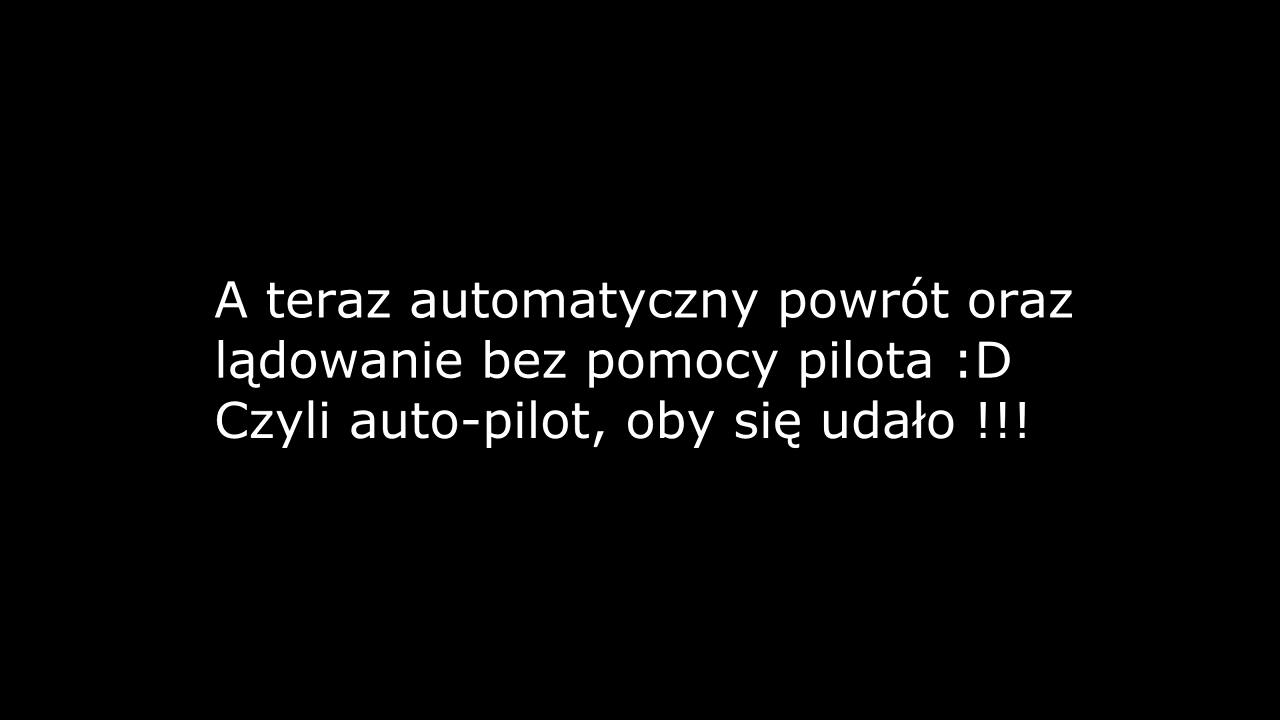 A teraz automatyczny powrót oraz
lądowanie bez pomocy pilota :D
Czyli auto-pilot, oby się udało !!!